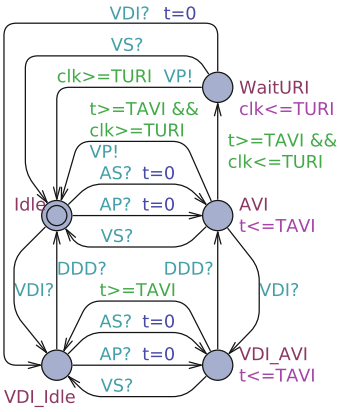 VDI? t=0
VS?
clk>=TURI VP!
WaitURI
clk<=TURI
t>=TAVI &&
clk>=TURI
VP!
t>=TAVI &&
clk<=TURI
AS? t=0
Idle
AP? t=0
AVI
t<=TAVI
VS?
DDD?
DDD?
VDI?
t>=TAVI
VDI?
AS? t=0
AP? t=0
VDI_AVI
t<=TAVI
VS?
VDI_Idle